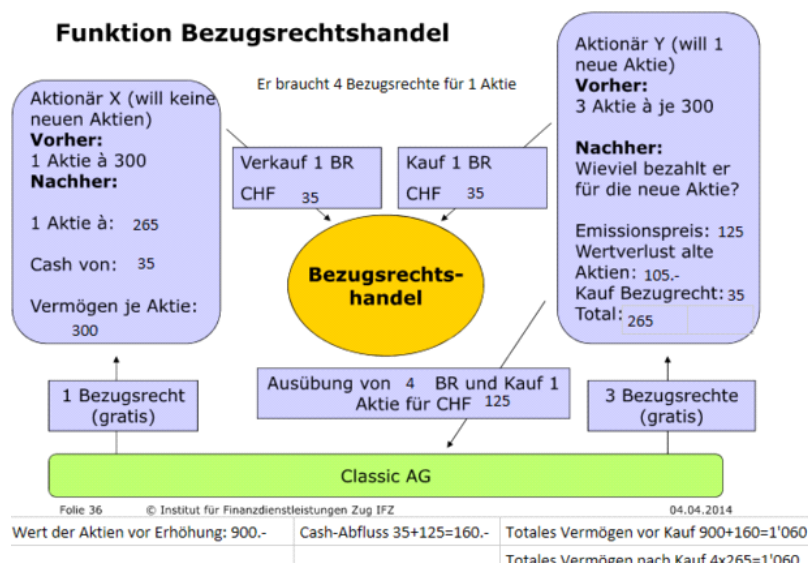 Funktion Bezugsrechtshandel
Er braucht 4 Bezugsrechte für 1 Aktie
Aktionär X (will keine
neuen Aktien)
Vorher:
1 Aktie à 300
Nachher:
1 Aktie à: 265
Cash von: 35
Vermögen je Aktie:
300
Verkauf 1 BR
CHF 35
Kauf 1 BR
CHF 35
Bezugsrechts-
handel
Aktionär Y (will 1
neue Aktie)
Vorher:
3 Aktie à je 300
Nachher:
Wieviel bezahlt er
für die neue Aktie?
Emissionspreis: 125
Wertverlust alte
Aktien: 105.-
Kauf Bezugrecht: 35
Total: 265
1 Bezugsrecht
(gratis)
Ausübung von 4 BR und Kauf 1
Aktie für CHF 125
3 Bezugsrechte
(gratis)
Classic AG
Folie 36 © Institut für Finanzdienstleistungen Zug IFZ 04.04.2014
Wert der Aktien vor Erhöhung: 900.- Cash-Abfluss 35+125=160.- Totales Vermögen vor Kauf 900+160=1'060
Totales Vermögen nach Kauf 4x265=1'060